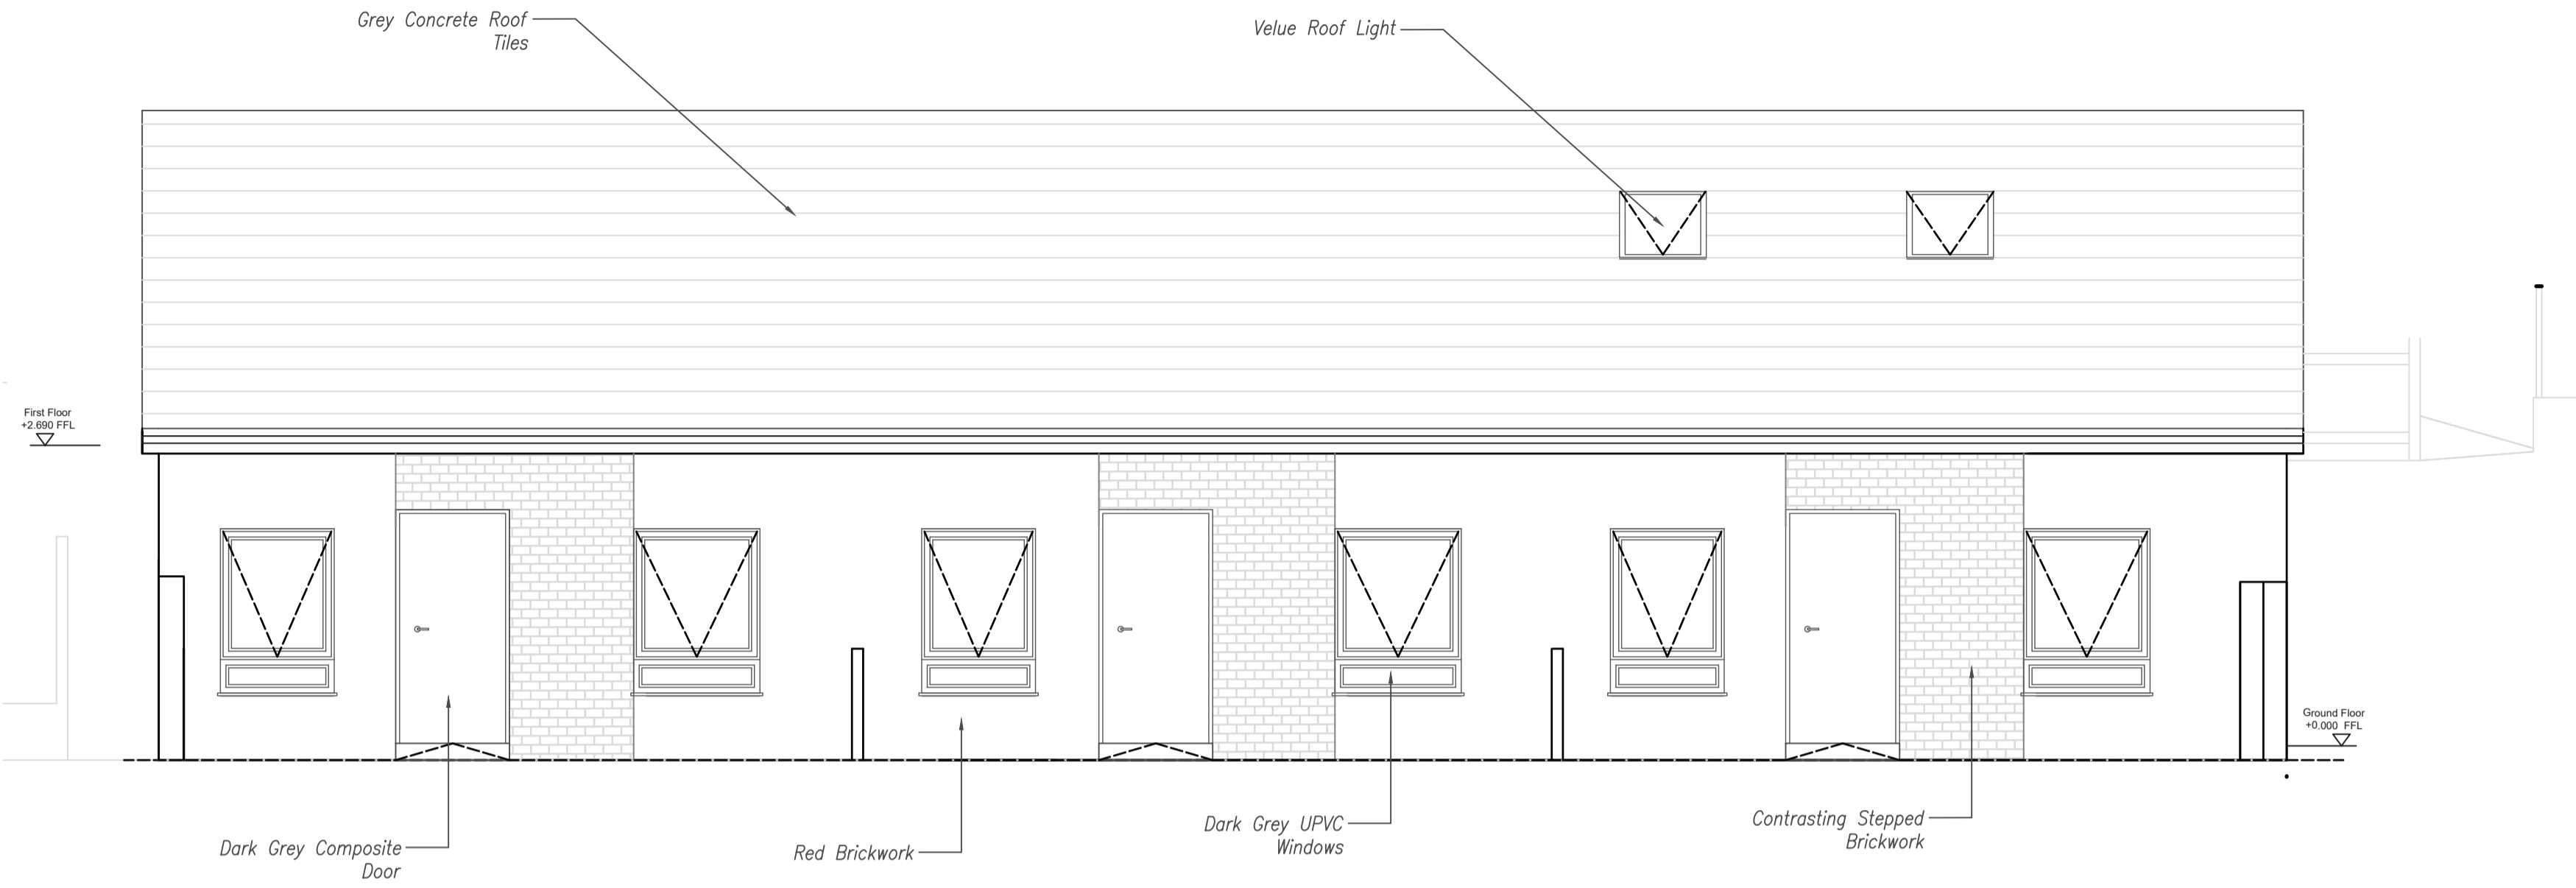 Grey Concrete Roof
Tiles
Velue Roof Light
First Floor
+2.690 FFL
Ground Floor
+0.000 FFL
Dark Grey Composite
Door
Red Brickwork
Dark Grey UPVC
Windows
Contrasting Stepped
Brickwork